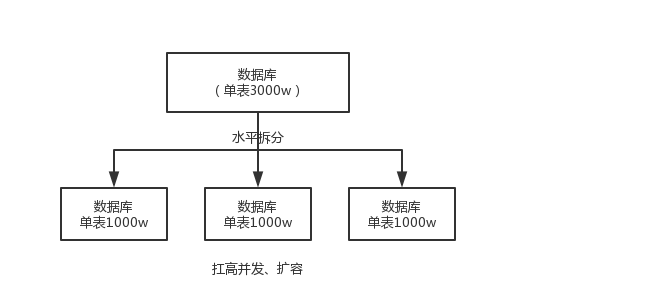 数据库
（单表3000w）
水平拆分
数据库
单表1000w
数据库
单表1000w
数据库
单表1000w
扛高并发、扩容